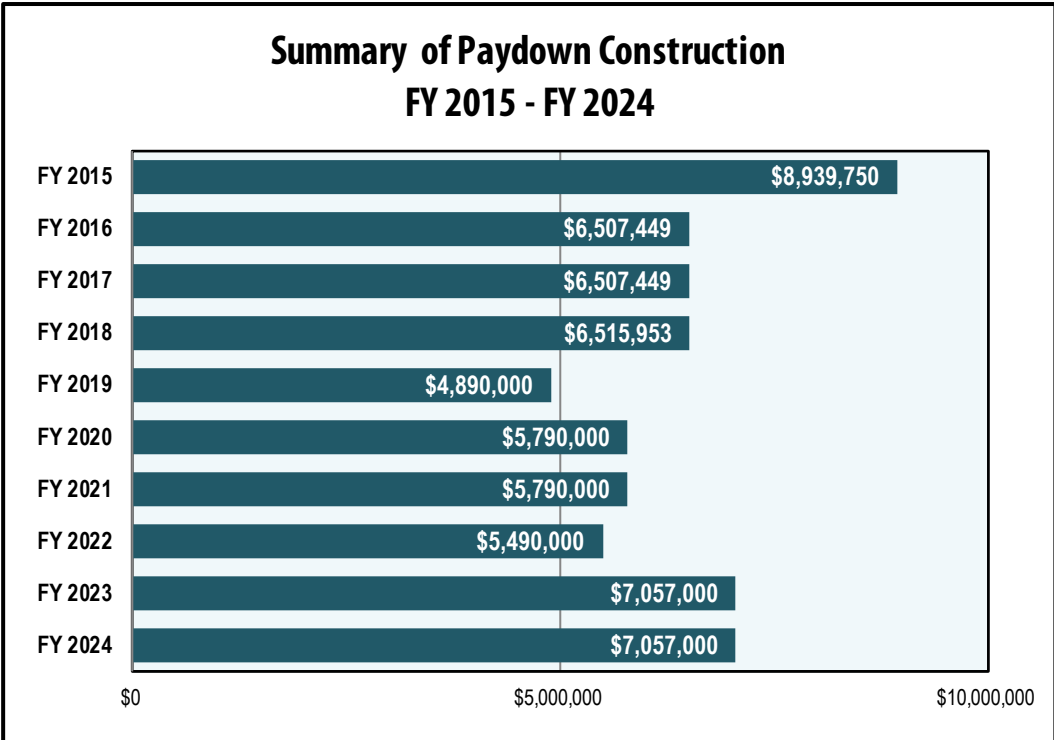 Summary of Paydown Construction
FY 2015 - FY 2024
FY 2015 $8,939,750
FY 2016 $6,507,449
FY 2017 $6,507,449
FY 2018 $6,515,953
FY 2019 $4,890,000
FY 2020 $5,790,000
FY 2021 $5,790,000
FY 2022 $5,490,000
FY 2023 $7,057,000
FY 2024 $7,057,000
$0 $5,000,000 $10,000,000